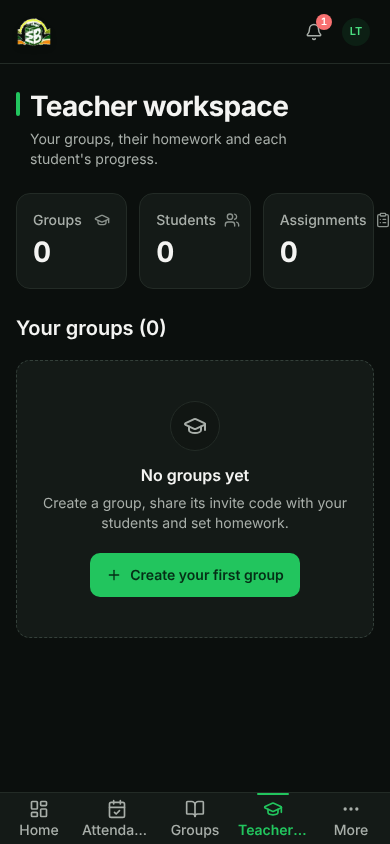 1
LT
Teacher workspace
Your groups, their homework and each
student's progress.
Groups
Students
Assignments
0
0
0
Your groups (0)
No groups yet
Create a group, share its invite code with your
students and set homework.
+ Create your first group
Home
Attenda...
Groups
Teacher...
More